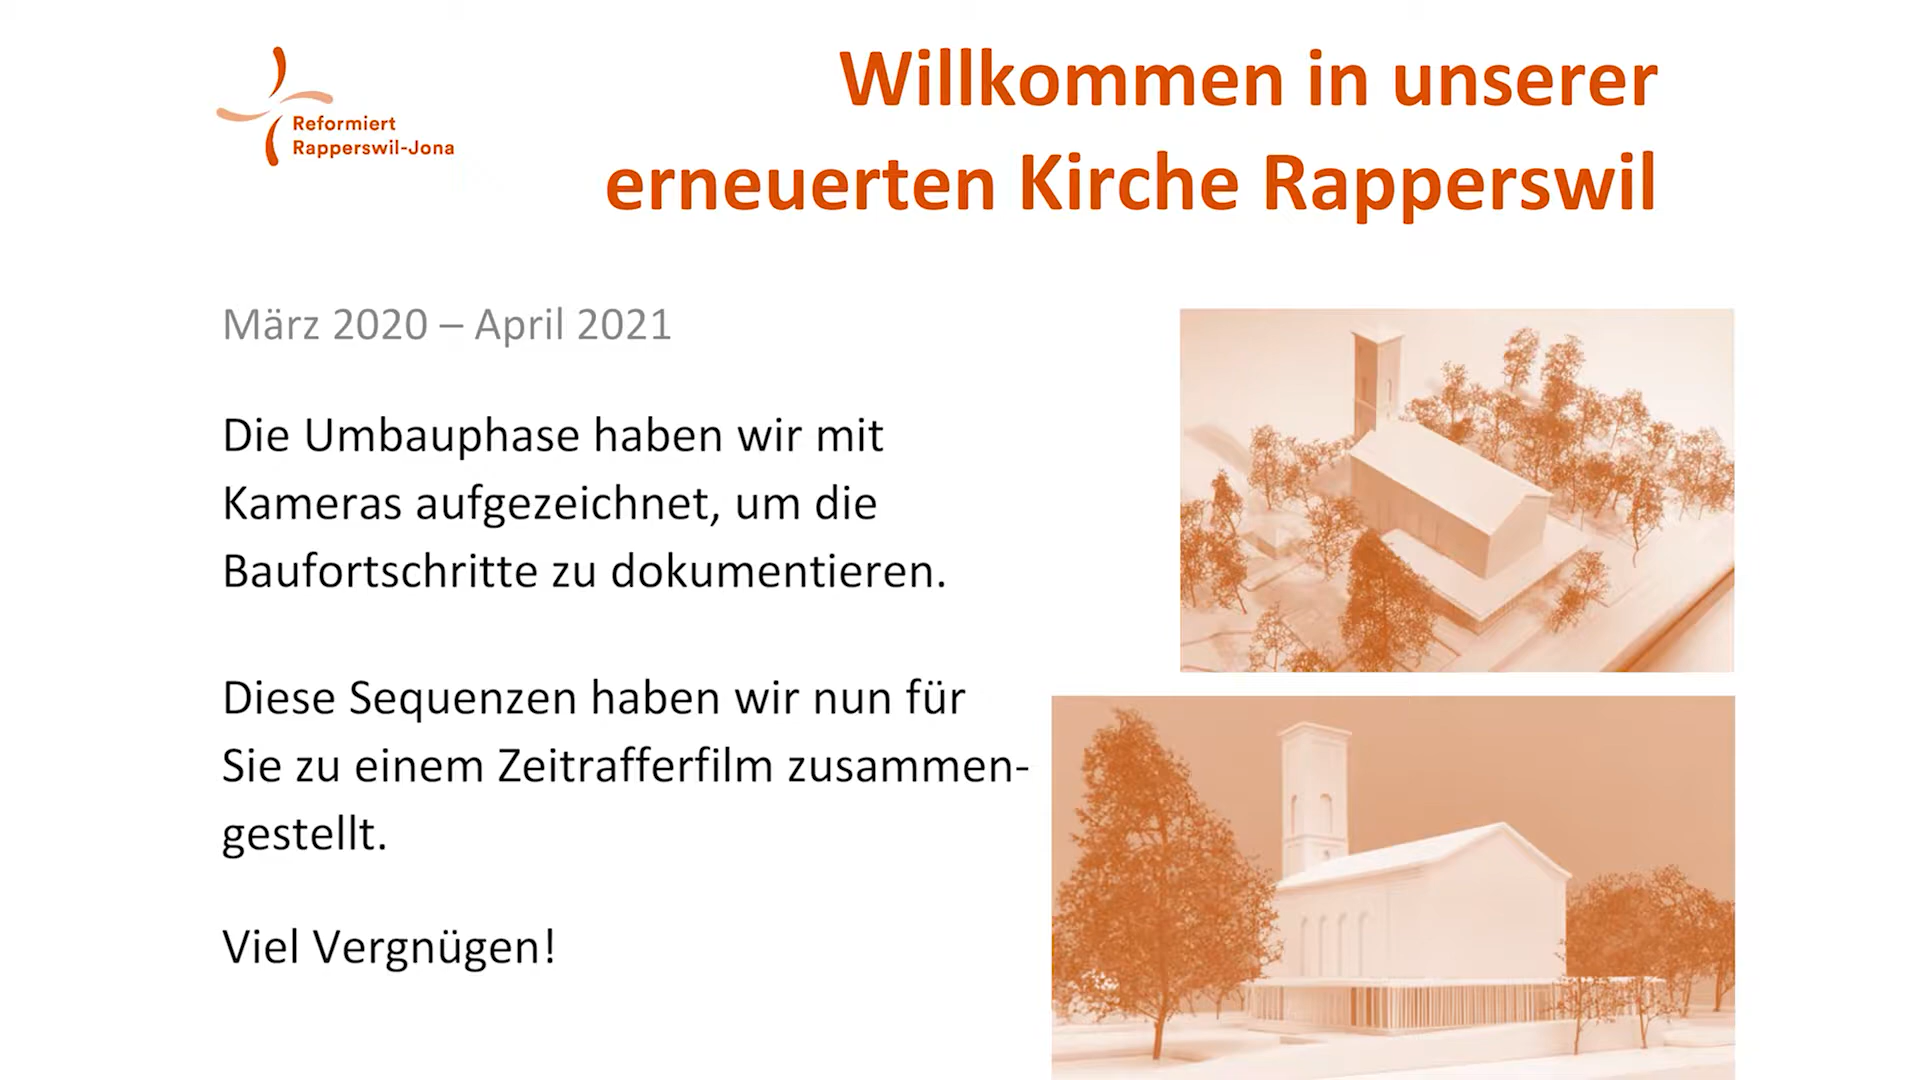 Reformiert
Rapperswil-Jona
Willkommen in unserer
erneuerten Kirche Rapperswil
März 2020 – April 2021
Die Umbauphase haben wir mit
Kameras aufgezeichnet, um die
Baufortschritte zu dokumentieren.
Diese Sequenzen haben wir nun für
Sie zu einem Zeitrafferfilm zusammen-
gestellt.
Viel Vergnügen!